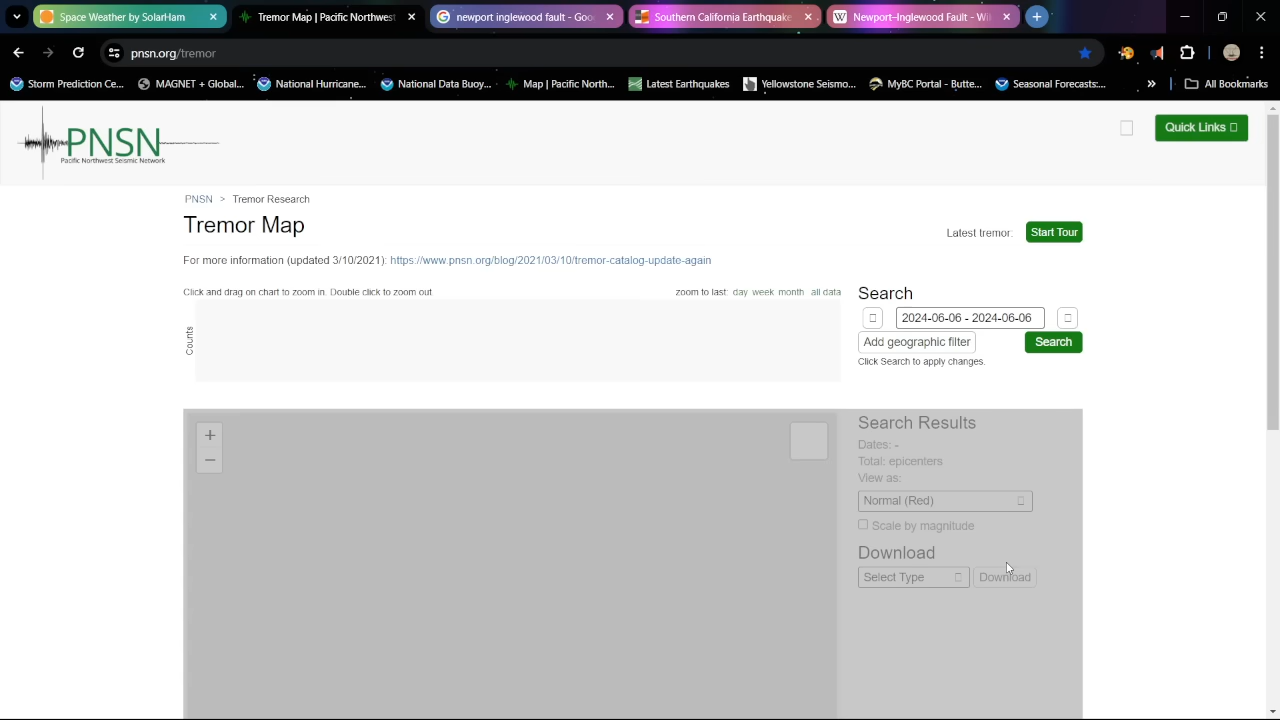 Space Weather by SolarHam
Tremor Map | Pacific Northwest
newport inglewood fault - Goo
Southern California Earthquake
Newport–Inglewood Fault - Wi
pnsn.org/tremor
Storm Prediction Ce...
MAGNET + Global...
National Hurricane...
National Data Buoy...
Map | Pacific North...
Latest Earthquakes
Yellowstone Seismo...
MyBC Portal - Butte...
Seasonal Forecasts:...
»
All Bookmarks
PNSN
Pacific Northwest Seismic Network
Quick Links
PNSN > Tremor Research
Tremor Map
Latest tremor:
Start Tour
For more information (updated 3/10/2021): https://www.pnsn.org/blog/2021/03/10/tremor-catalog-update-again
Click and drag on chart to zoom in. Double click to zoom out.
zoom to last: day week month all data
Counts
Search
2024-06-06 - 2024-06-06
Add geographic filter
Search
Click Search to apply changes.
+
−
Search Results
Dates: -
Total: epicenters
View as:
Normal (Red)
Scale by magnitude
Download
Select Type
Download